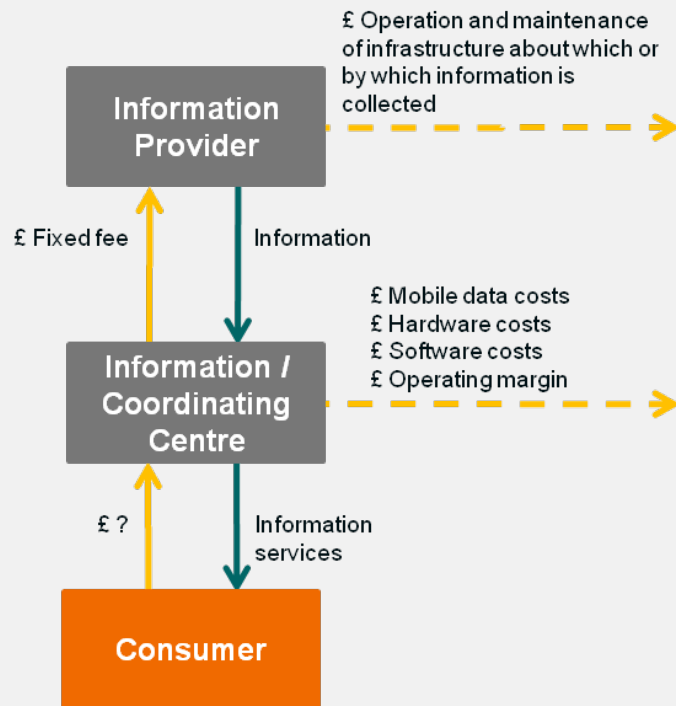 £ Operation and maintenance
of infrastructure about which or
by which information is
collected
Information
Provider
£ Fixed fee
Information
£ Mobile data costs
£ Hardware costs
£ Software costs
£ Operating margin
Information /
Coordinating
Centre
£ ?
Information
services
Consumer